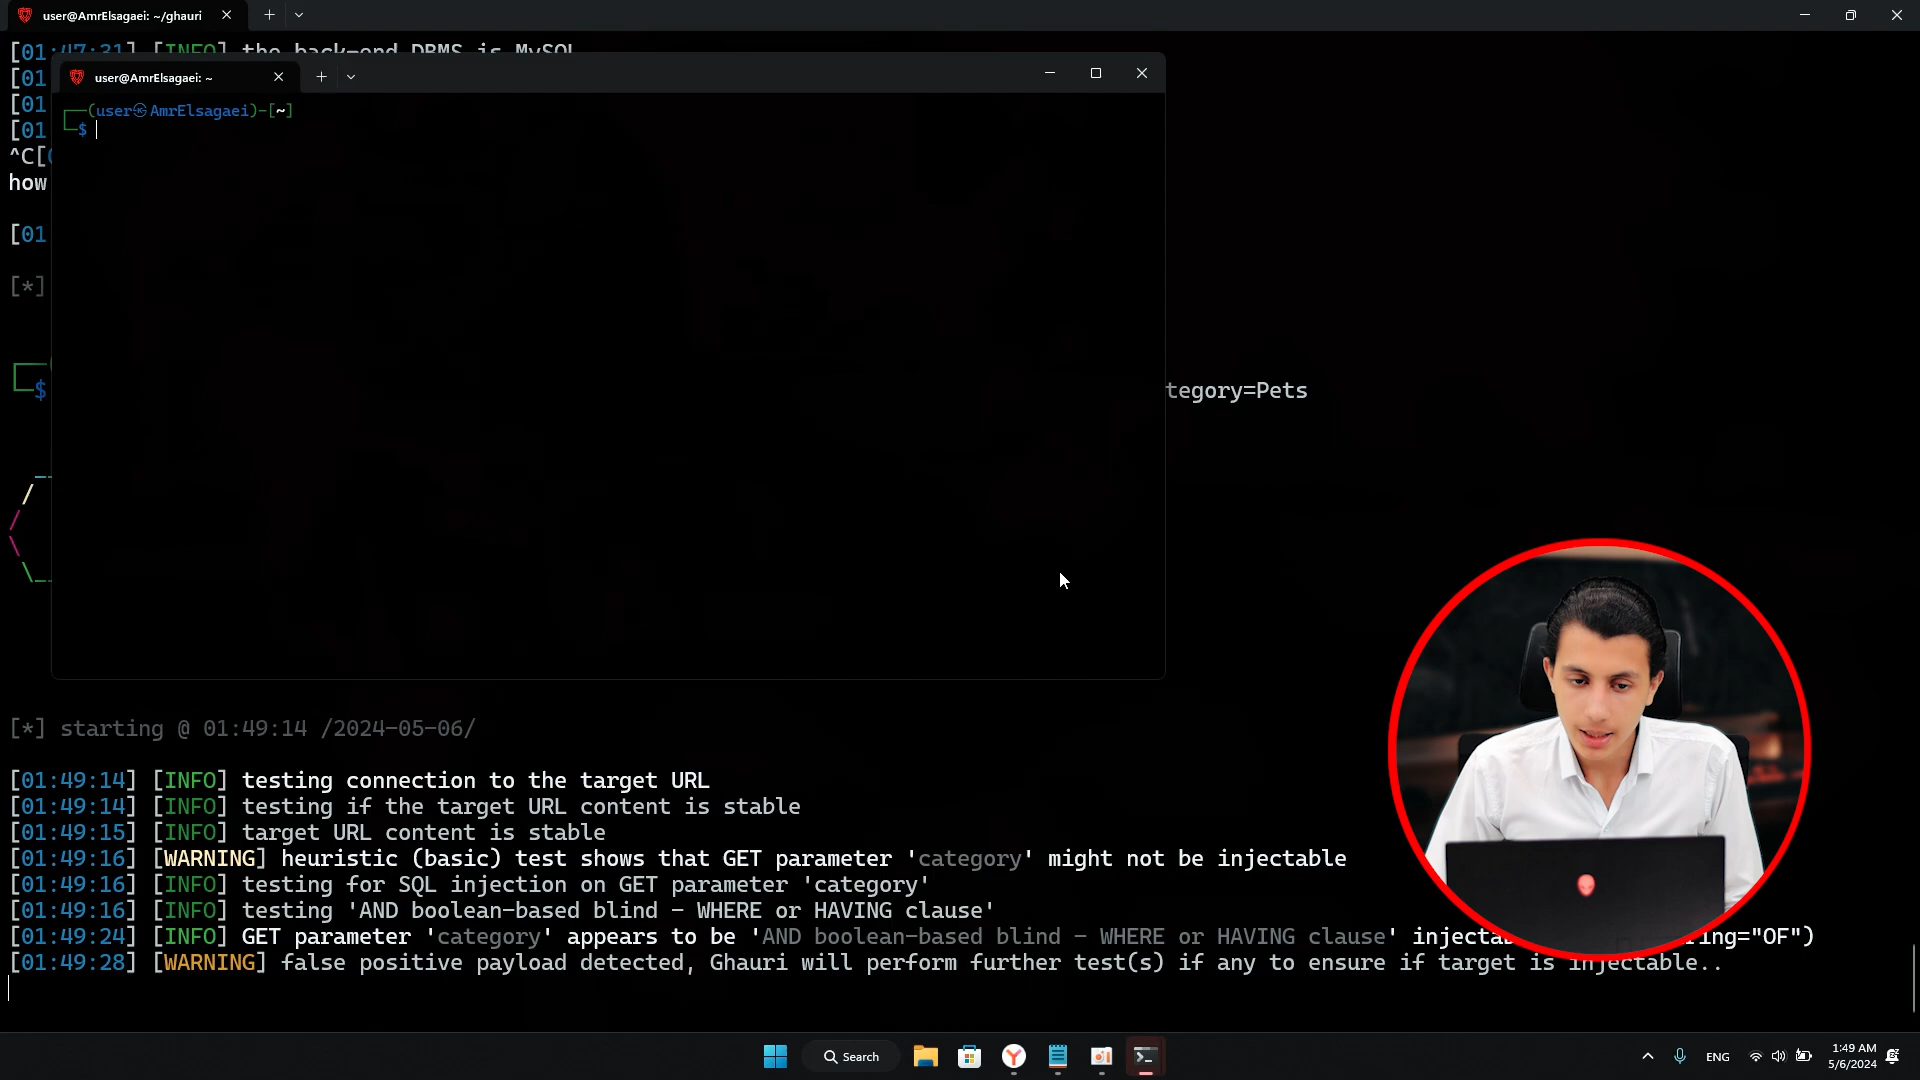 user@AmrElsagaei: ~/ghauri
[01:47:31] [INFO] the back-end DBMS is MySQL
[01
user@AmrElsagaei: ~
[01
(user㉿AmrElsagaei)-[~]
$
[01
^C[
how
[01
[*]
$
tegory=Pets
[*] starting @ 01:49:14 /2024-05-06/
[01:49:14] [INFO] testing connection to the target URL
[01:49:14] [INFO] testing if the target URL content is stable
[01:49:15] [INFO] target URL content is stable
[01:49:16] [WARNING] heuristic (basic) test shows that GET parameter 'category' might not be injectable
[01:49:16] [INFO] testing for SQL injection on GET parameter 'category'
[01:49:16] [INFO] testing 'AND boolean-based blind - WHERE or HAVING clause'
[01:49:24] [INFO] GET parameter 'category' appears to be 'AND boolean-based blind - WHERE or HAVING clause' ring="OF")
[01:49:28] [WARNING] false positive payload detected, Ghauri will perform further test(s) if any to ensure if target is injectable..
Search
ENG
1:49 AM
5/6/2024